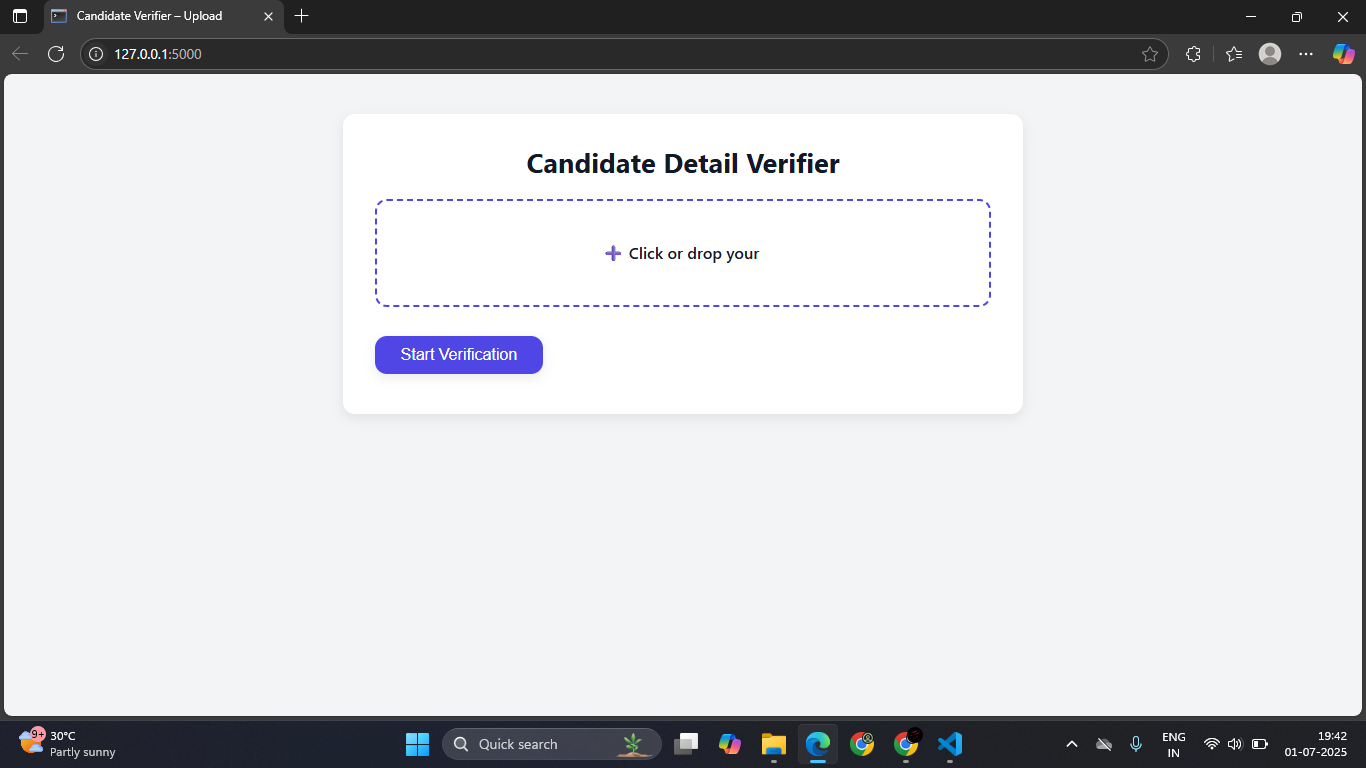 Candidate Verifier – Upload
127.0.0.1:5000
Candidate Detail Verifier
Click or drop your
Start Verification
9+
30°C
Partly sunny
Quick search
ENG
IN
19:42
01-07-2025